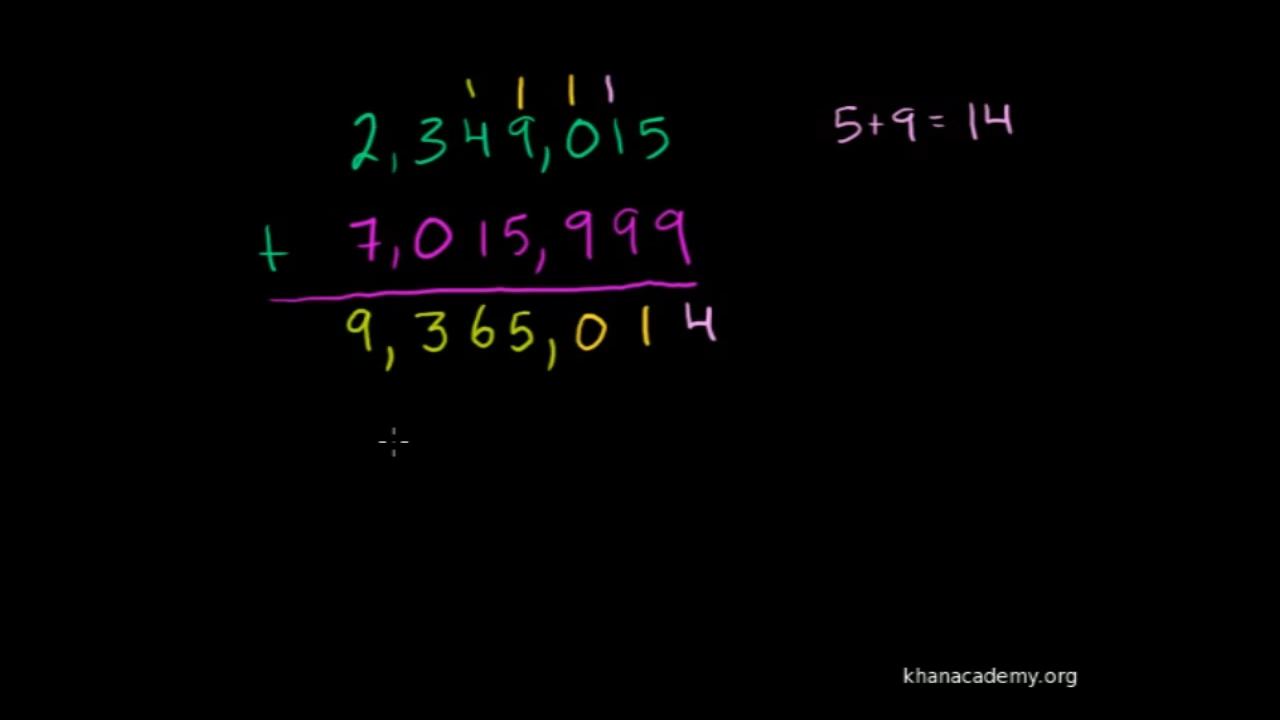 1 1 1 1
2,349,015
5+9=14
+ 7,015,999
9,365,014
khanacademy.org